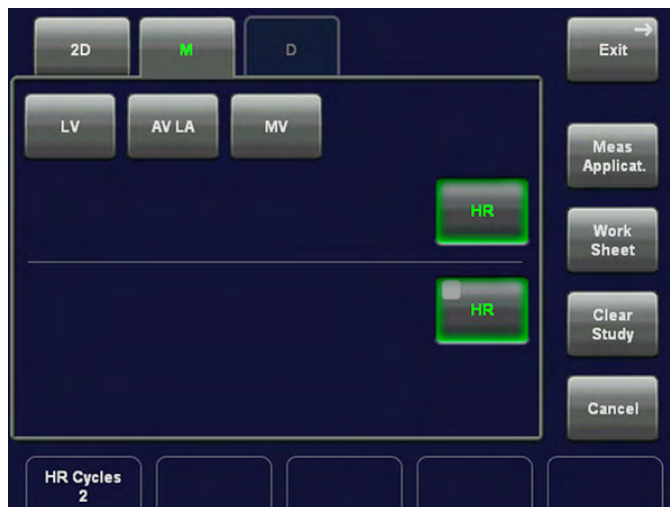 2D
M
D
Exit
LV
AV LA
MV
Meas
Applicat.
HR
Work
Sheet
HR
Clear
Study
Cancel
HR Cycles
2